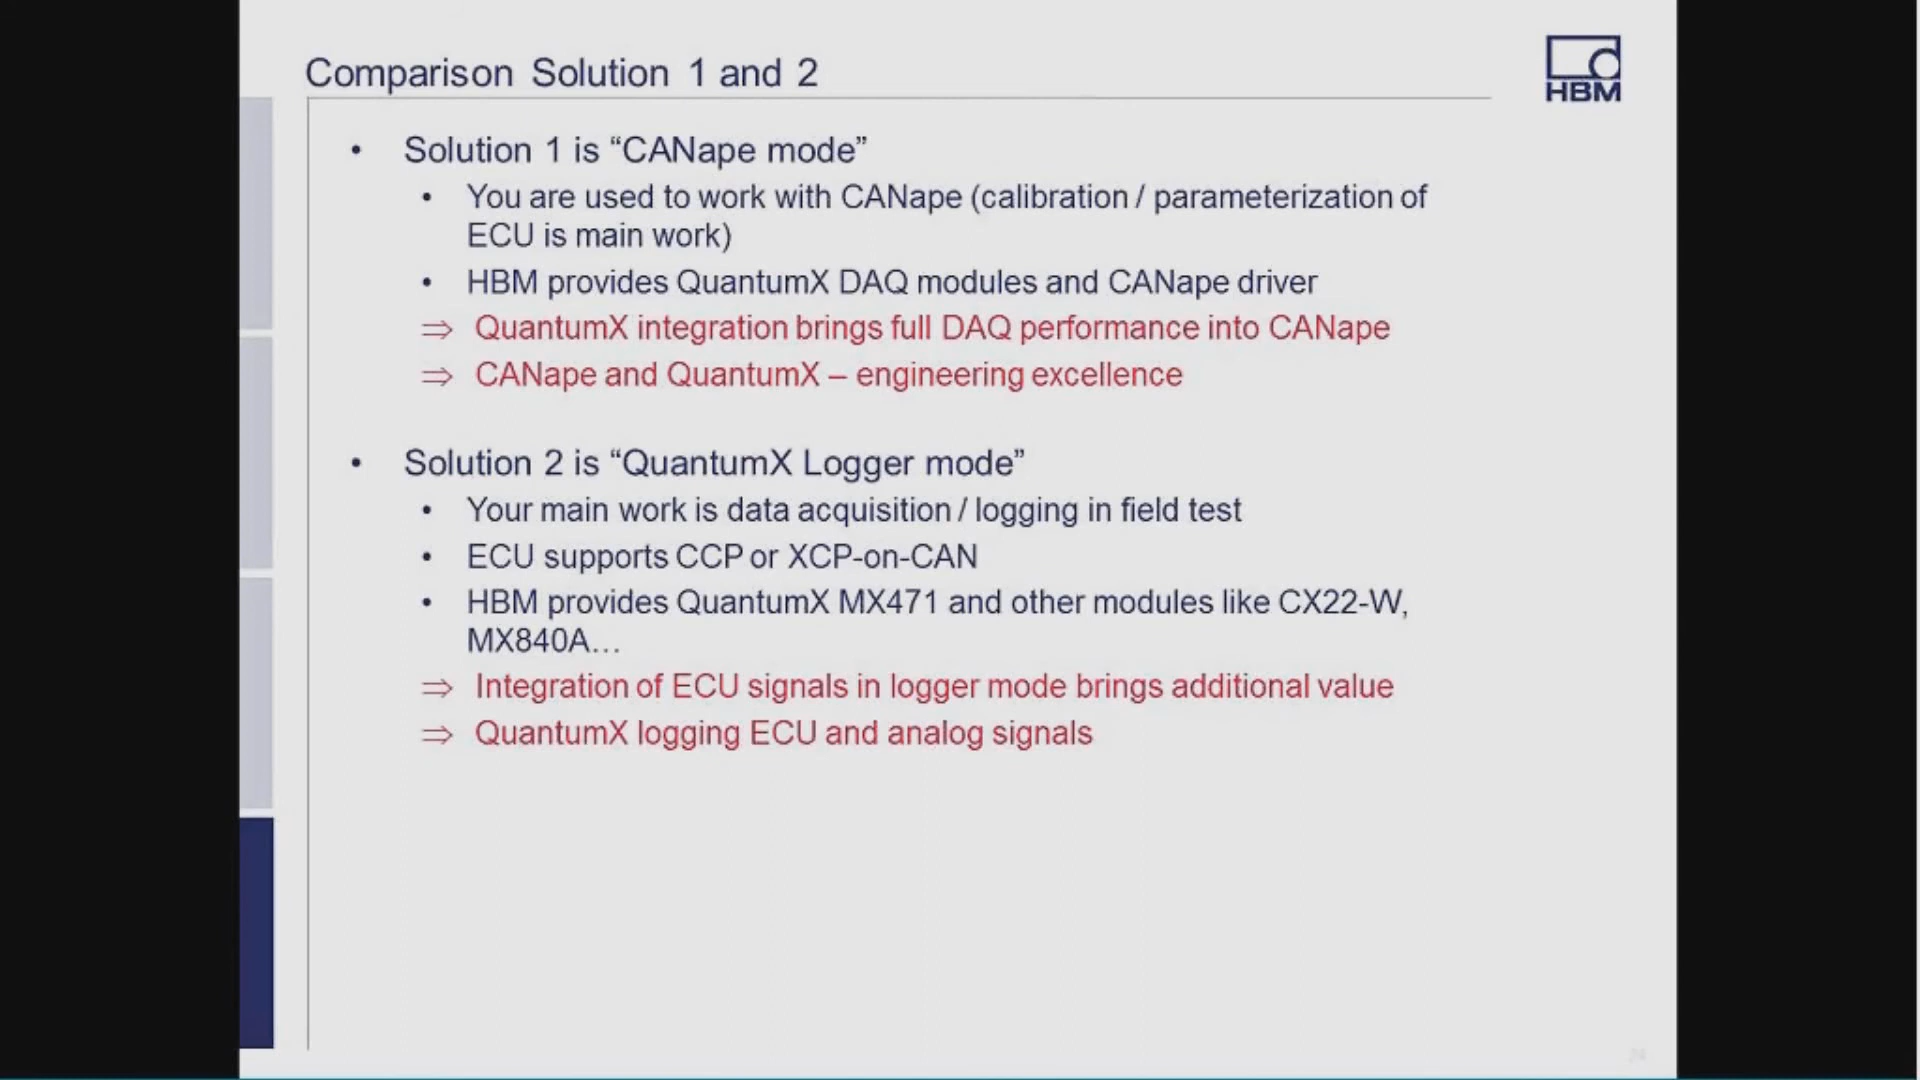 Comparison Solution 1 and 2
HBM
• Solution 1 is “CANape mode”
• You are used to work with CANape (calibration / parameterization of
ECU is main work)
• HBM provides QuantumX DAQ modules and CANape driver
⇒ QuantumX integration brings full DAQ performance into CANape
⇒ CANape and QuantumX – engineering excellence
• Solution 2 is “QuantumX Logger mode”
• Your main work is data acquisition / logging in field test
• ECU supports CCP or XCP-on-CAN
• HBM provides QuantumX MX471 and other modules like CX22-W,
MX840A…
⇒ Integration of ECU signals in logger mode brings additional value
⇒ QuantumX logging ECU and analog signals